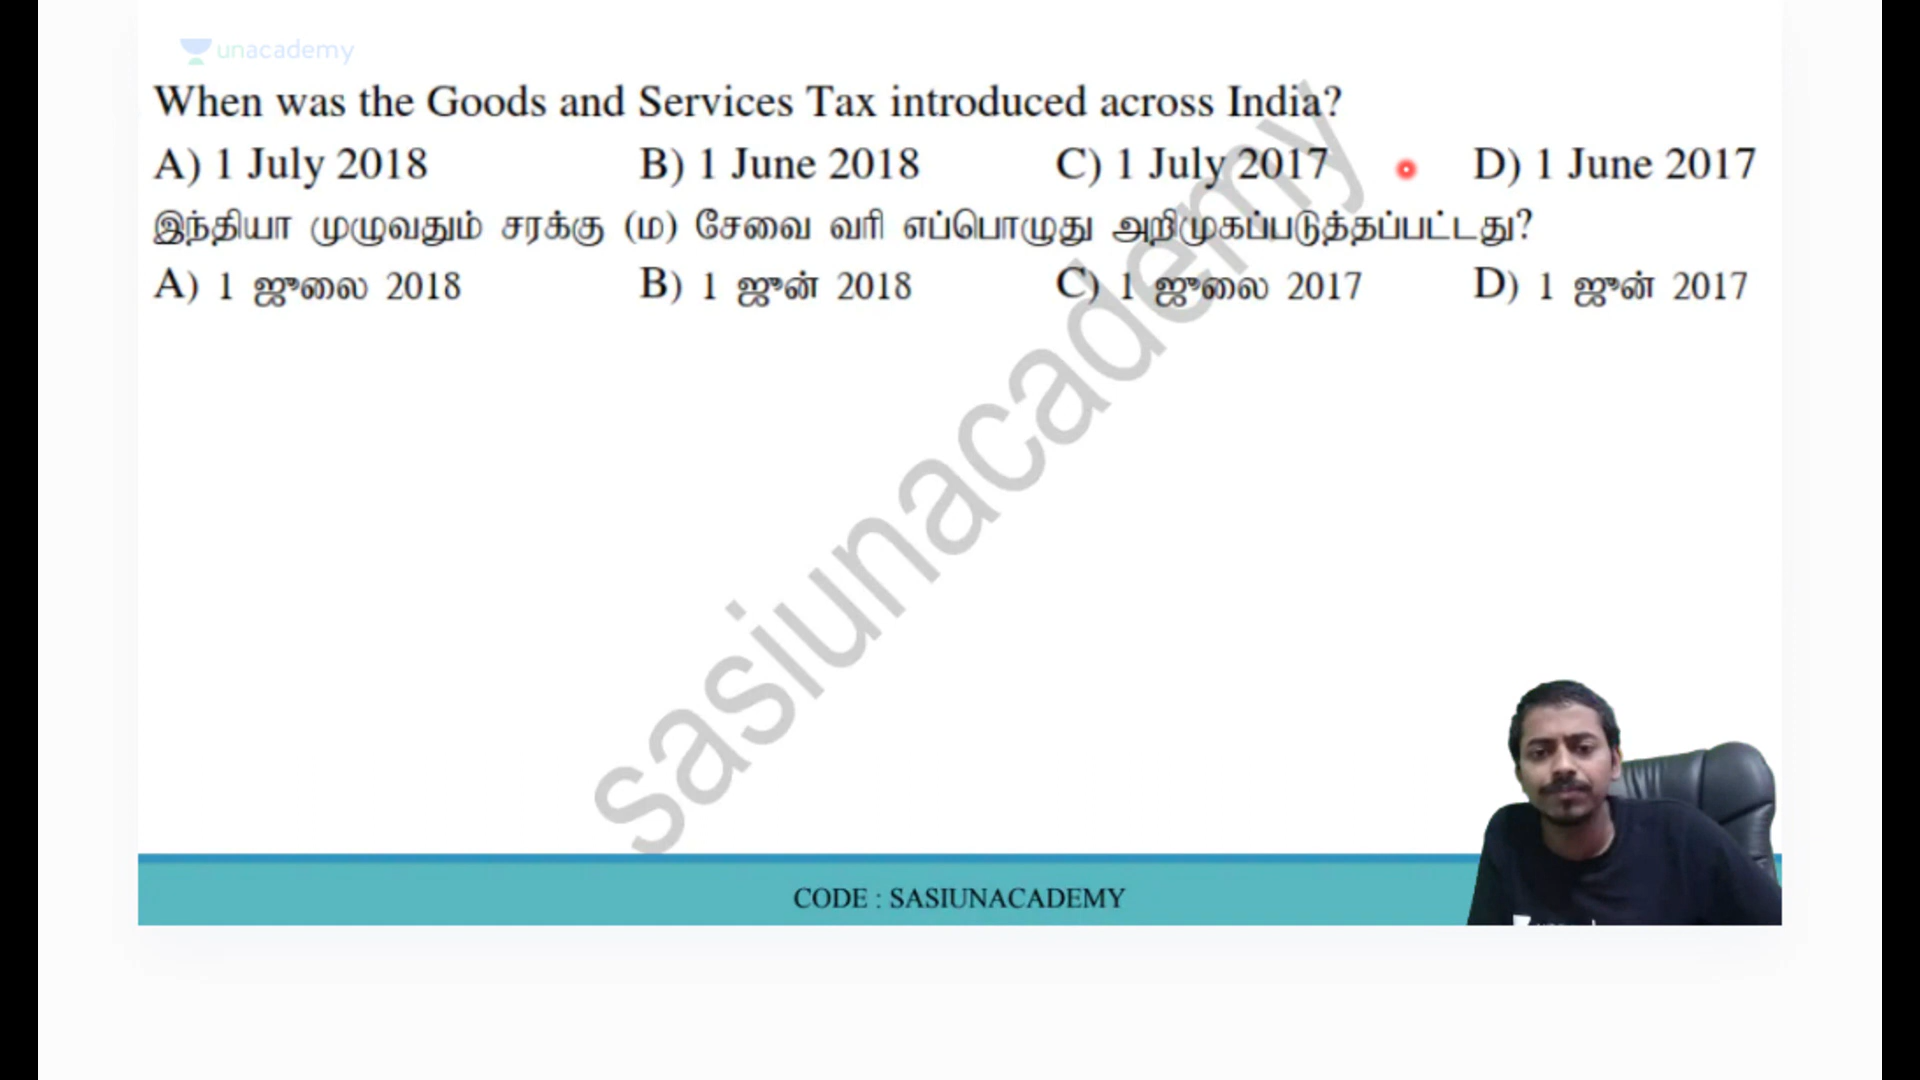 unacademy
When was the Goods and Services Tax introduced across India?
A) 1 July 2018 B) 1 June 2018 C) 1 July 2017 D) 1 June 2017
இந்தியா முழுவதும் சரக்கு (ம) சேவை வரி எப்பொழுது அறிமுகப்படுத்தப்பட்டது?
A) 1 ஜுலை 2018 B) 1 ஜுன் 2018 C) 1 ஜுலை 2017 D) 1 ஜுன் 2017
sasiunacademy
CODE : SASIUNACADEMY